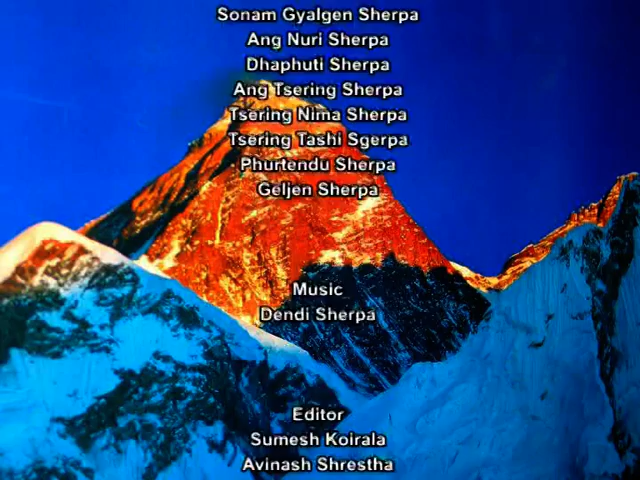 Sonam Gyalgen Sherpa
Ang Nuri Sherpa
Dhaphuti Sherpa
Ang Tsering Sherpa
Tsering Nima Sherpa
Tsering Tashi Sgerpa
Phurtendu Sherpa
Geljen Sherpa
Music
Dendi Sherpa
Editor
Sumesh Koirala
Avinash Shrestha